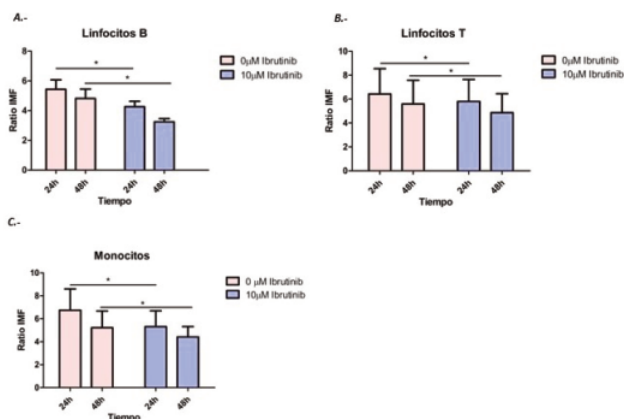 A.-
Linfocitos B
0μM Ibrutinib
10μM Ibrutinib
*
*
Ratio IMF
8
6
4
2
0
24h
48h
24h
48h
Tiempo
B.-
Linfocitos T
0μM Ibrutinib
10μM Ibrutinib
*
*
Ratio IMF
10
8
6
4
2
0
24h
48h
24h
48h
Tiempo
C.-
Monocitos
0 μM Ibrutinib
10μM Ibrutinib
*
*
Ratio IMF
10
8
6
4
2
0
24h
48h
24h
48h
Tiempo